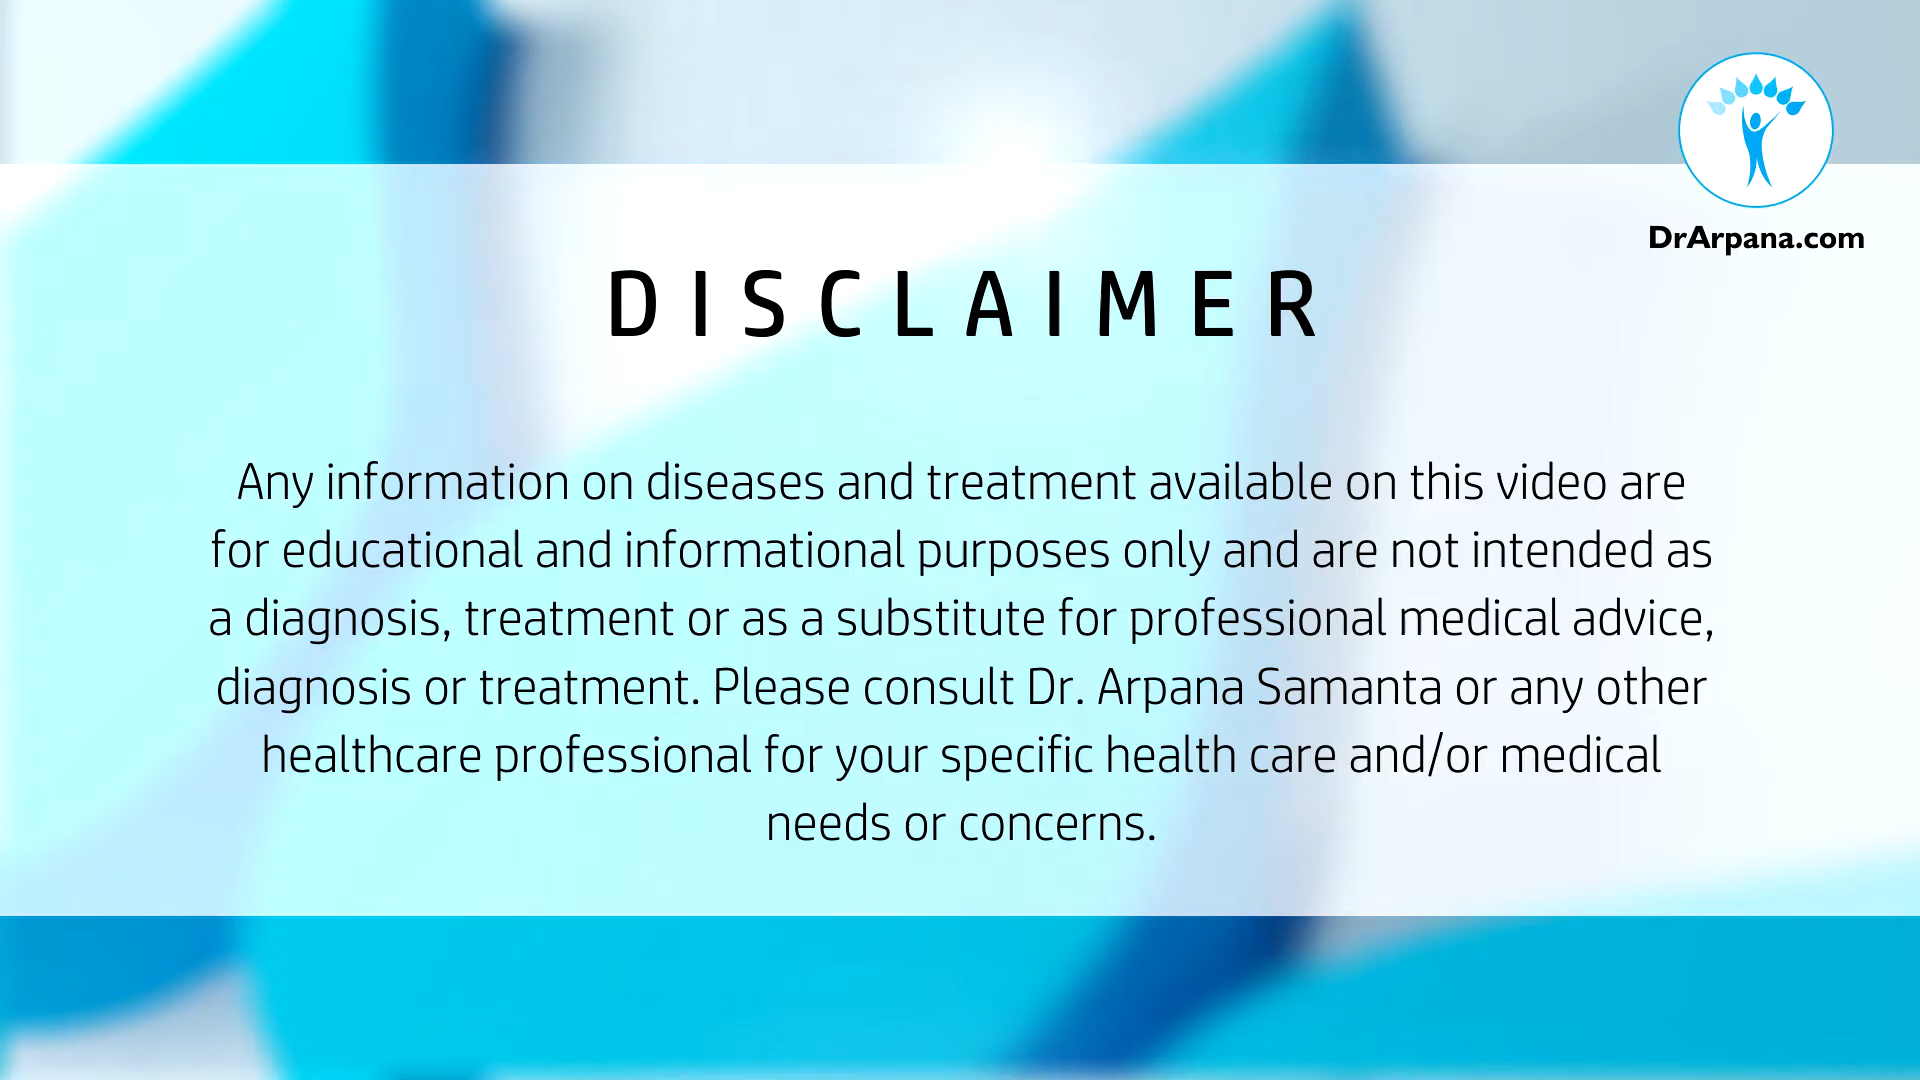 DrArpana.com
DISCLAIMER
Any information on diseases and treatment available on this video are
for educational and informational purposes only and are not intended as
a diagnosis, treatment or as a substitute for professional medical advice,
diagnosis or treatment. Please consult Dr. Arpana Samanta or any other
healthcare professional for your specific health care and/or medical
needs or concerns.